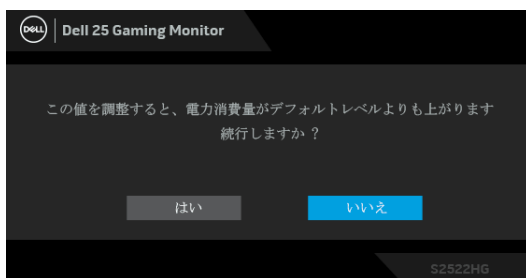 DELL
Dell 25 Gaming Monitor
この値を調整すると、電力消費量がデフォルトレベルよりも上がります
続行しますか ?
はい
いいえ
S2522HG